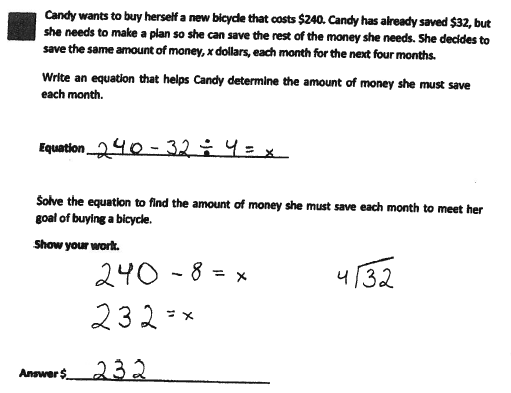 Candy wants to buy herself a new bicycle that costs $240. Candy has already saved $32, but
she needs to make a plan so she can save the rest of the money she needs. She decides to
save the same amount of money, x dollars, each month for the next four months.
Write an equation that helps Candy determine the amount of money she must save
each month.
Equation 240 - 32 ÷ 4 = x
Solve the equation to find the amount of money she must save each month to meet her
goal of buying a bicycle.
Show your work.
240 - 8 = x
4⟌32
232 = x
Answer $ 232